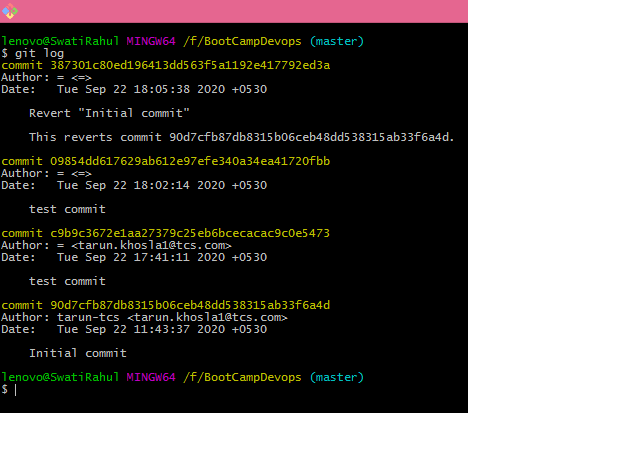 lenovo@SwatiRahul MINGW64 /f/BootCampDevops (master)
$ git log
commit 387301c80ed196413dd563f5a1192e417792ed3a
Author: = <=>
Date:   Tue Sep 22 18:05:38 2020 +0530
Revert "Initial commit"
This reverts commit 90d7cfb87db8315b06ceb48dd538315ab33f6a4d.
commit 09854dd617629ab612e97efe340a34ea41720fbb
Author: = <=>
Date:   Tue Sep 22 18:02:14 2020 +0530
test commit
commit c9b9c3672e1aa27379c25eb6bcecacac9c0e5473
Author: = <tarun.khosla1@tcs.com>
Date:   Tue Sep 22 17:41:11 2020 +0530
test commit
commit 90d7cfb87db8315b06ceb48dd538315ab33f6a4d
Author: tarun-tcs <tarun.khosla1@tcs.com>
Date:   Tue Sep 22 11:43:37 2020 +0530
Initial commit
lenovo@SwatiRahul MINGW64 /f/BootCampDevops (master)
$